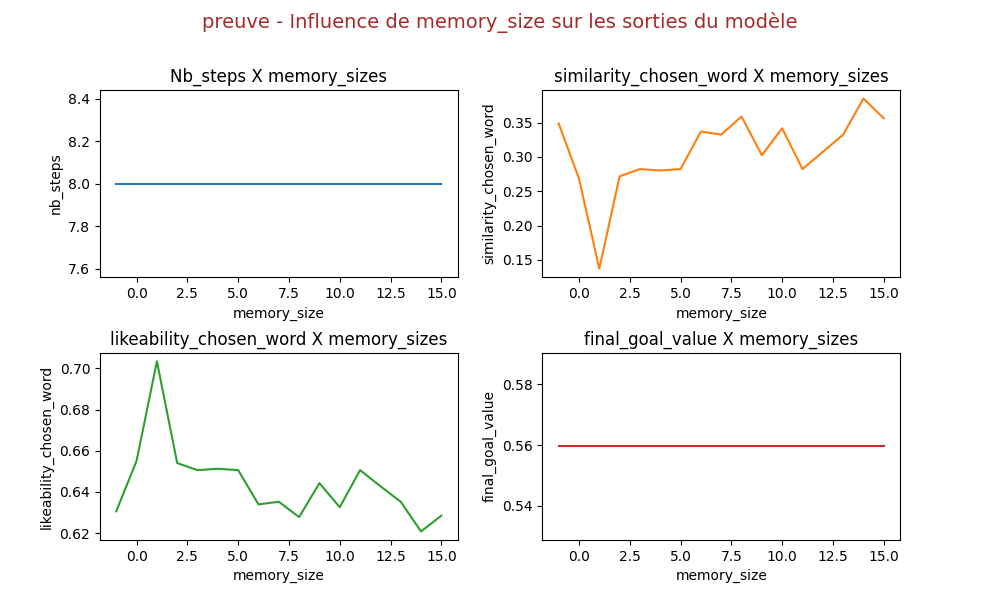 preuve - Influence de memory_size sur les sorties du modèle
Nb_steps X memory_sizes
8.4
8.2
8.0
7.8
7.6
nb_steps
0.0 2.5 5.0 7.5 10.0 12.5 15.0
memory_size
similarity_chosen_word X memory_sizes
0.35
0.30
0.25
0.20
0.15
similarity_chosen_word
0.0 2.5 5.0 7.5 10.0 12.5 15.0
memory_size
likeability_chosen_word X memory_sizes
0.70
0.68
0.66
0.64
0.62
likeability_chosen_word
0.0 2.5 5.0 7.5 10.0 12.5 15.0
memory_size
final_goal_value X memory_sizes
0.58
0.56
0.54
final_goal_value
0.0 2.5 5.0 7.5 10.0 12.5 15.0
memory_size